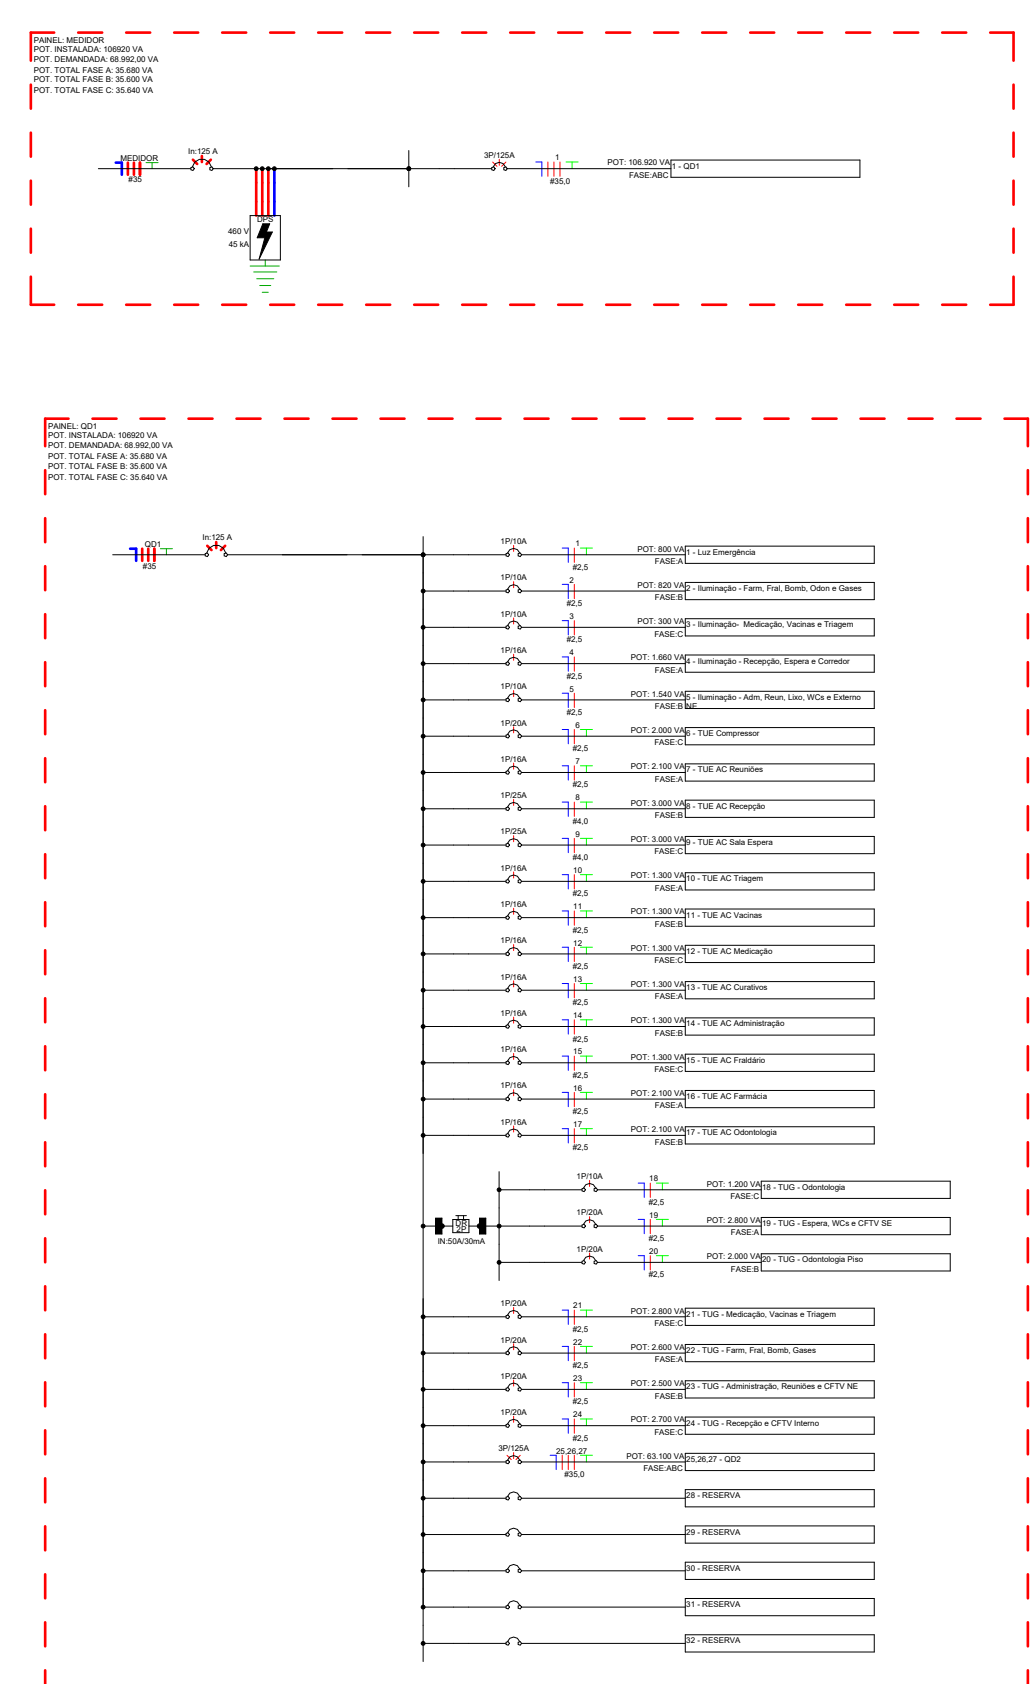 PAINEL: MEDIDOR
POT. INSTALADA: 106920 VA
POT. DEMANDADA: 68.992,00 VA
POT. TOTAL FASE A: 35.680 VA
POT. TOTAL FASE B: 35.600 VA
POT. TOTAL FASE C: 35.640 VA
MEDIDOR
#35
In:125 A
DPS
460 V
45 kA
3P/125A
1
#35,0
POT: 106.920 VA
FASE:ABC
1 - QD1
PAINEL: QD1
POT. INSTALADA: 106920 VA
POT. DEMANDADA: 68.992,00 VA
POT. TOTAL FASE A: 35.680 VA
POT. TOTAL FASE B: 35.600 VA
POT. TOTAL FASE C: 35.640 VA
QD1
#35
In:125 A
1P/10A
1
#2,5
POT: 800 VA
FASE:A
1 - Luz Emergência
1P/10A
2
#2,5
POT: 820 VA
FASE:B
2 - Iluminação - Farm, Fral, Bomb, Odon e Gases
1P/10A
3
#2,5
POT: 300 VA
FASE:C
3 - Iluminação- Medicação, Vacinas e Triagem
1P/16A
4
#2,5
POT: 1.660 VA
FASE:A
4 - Iluminação - Recepção, Espera e Corredor
1P/10A
5
#2,5
POT: 1.540 VA
FASE:B
5 - Iluminação - Adm, Reun, Lixo, WCs e Externo
NE
1P/20A
6
#2,5
POT: 2.000 VA
FASE:C
6 - TUE Compressor
1P/16A
7
#2,5
POT: 2.100 VA
FASE:A
7 - TUE AC Reuniões
1P/25A
8
#4,0
POT: 3.000 VA
FASE:B
8 - TUE AC Recepção
1P/25A
9
#4,0
POT: 3.000 VA
FASE:C
9 - TUE AC Sala Espera
1P/16A
10
#2,5
POT: 1.300 VA
FASE:A
10 - TUE AC Triagem
1P/16A
11
#2,5
POT: 1.300 VA
FASE:B
11 - TUE AC Vacinas
1P/16A
12
#2,5
POT: 1.300 VA
FASE:C
12 - TUE AC Medicação
1P/16A
13
#2,5
POT: 1.300 VA
FASE:A
13 - TUE AC Curativos
1P/16A
14
#2,5
POT: 1.300 VA
FASE:B
14 - TUE AC Administração
1P/16A
15
#2,5
POT: 1.300 VA
FASE:C
15 - TUE AC Fraldário
1P/16A
16
#2,5
POT: 2.100 VA
FASE:A
16 - TUE AC Farmácia
1P/16A
17
#2,5
POT: 2.100 VA
FASE:B
17 - TUE AC Odontologia
DR
2P
IN:50A/30mA
1P/10A
18
#2,5
POT: 1.200 VA
FASE:C
18 - TUG - Odontologia
1P/20A
19
#2,5
POT: 2.800 VA
FASE:A
19 - TUG - Espera, WCs e CFTV SE
1P/20A
20
#2,5
POT: 2.000 VA
FASE:B
20 - TUG - Odontologia Piso
1P/20A
21
#2,5
POT: 2.800 VA
FASE:C
21 - TUG - Medicação, Vacinas e Triagem
1P/20A
22
#2,5
POT: 2.600 VA
FASE:A
22 - TUG - Farm, Fral, Bomb, Gases
1P/20A
23
#2,5
POT: 2.500 VA
FASE:B
23 - TUG - Administração, Reuniões e CFTV NE
1P/20A
24
#2,5
POT: 2.700 VA
FASE:C
24 - TUG - Recepção e CFTV Interno
3P/125A
25,26,27
#35,0
POT: 63.100 VA
FASE:ABC
25,26,27 - QD2
28 - RESERVA
29 - RESERVA
30 - RESERVA
31 - RESERVA
32 - RESERVA